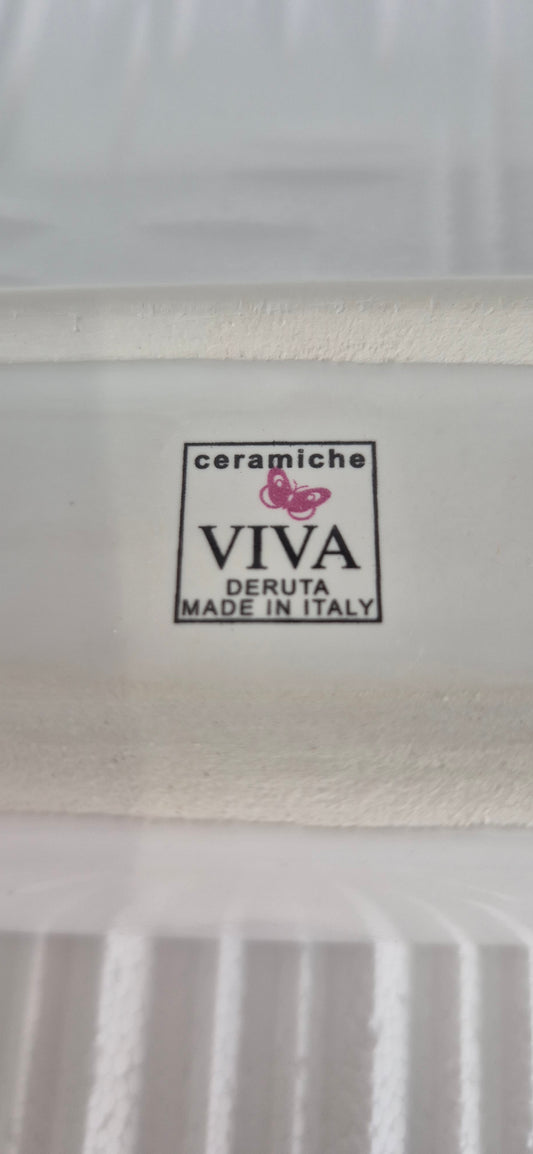 ceramiche
VIVA
DERUTA
MADE IN ITALY